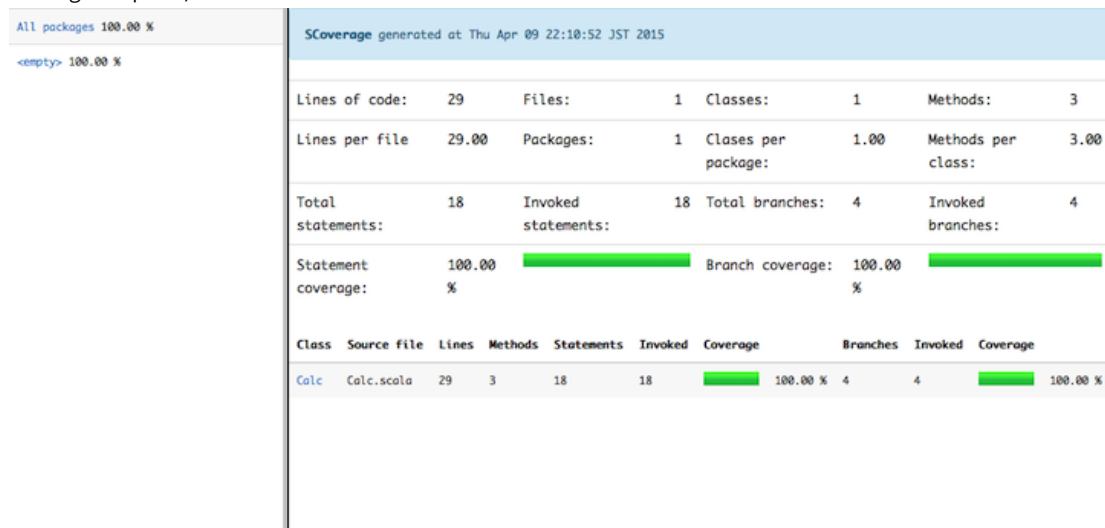 All packages 100.00 %
<empty> 100.00 %
SCoverage generated at Thu Apr 09 22:10:52 JST 2015
Lines of code: 29 Files: 1 Classes: 1 Methods: 3
Lines per file 29.00 Packages: 1 Clases per 1.00 Methods per 3.00
package: class:
Total 18 Invoked 18 Total branches: 4 Invoked 4
statements: statements: branches:
Statement 100.00 Branch coverage: 100.00
coverage: % %
Class Source file Lines Methods Statements Invoked Coverage Branches Invoked Coverage
Calc Calc.scala 29 3 18 18 100.00 % 4 4 100.00 %